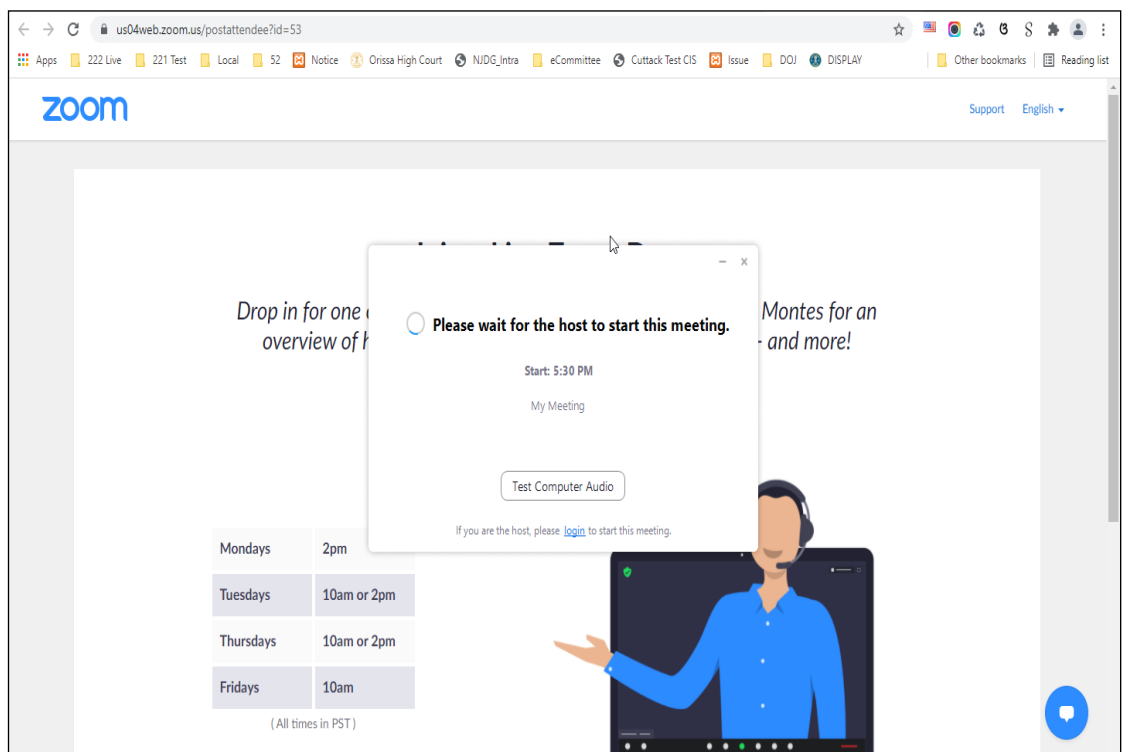 us04web.zoom.us/postattendee?id=53
Apps 222 Live 221 Test Local 52 Notice Orissa High Court NJDG_Intra eCommittee Cuttack Test CIS Issue DOJ DISPLAY Other bookmarks Reading list
zoom Support English
Please wait for the host to start this meeting.
Start: 5:30 PM
My Meeting
Test Computer Audio
If you are the host, please login to start this meeting.
Drop in for one Montes for an
overview of - and more!
Mondays 2pm
Tuesdays 10am or 2pm
Thursdays 10am or 2pm
Fridays 10am
( All times in PST )